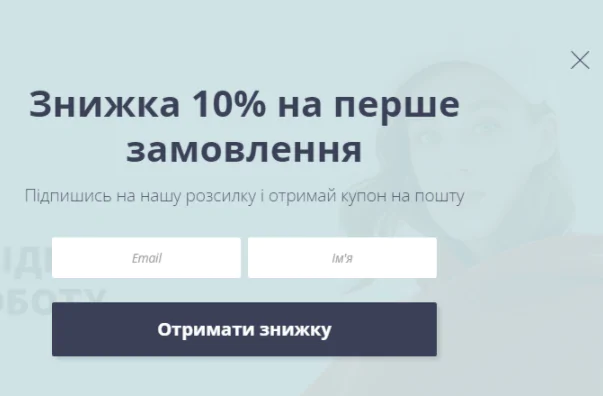 Знижка 10% на перше
замовлення
Підпишись на нашу розсилку і отримай купон на пошту
Email
Ім'я
Отримати знижку